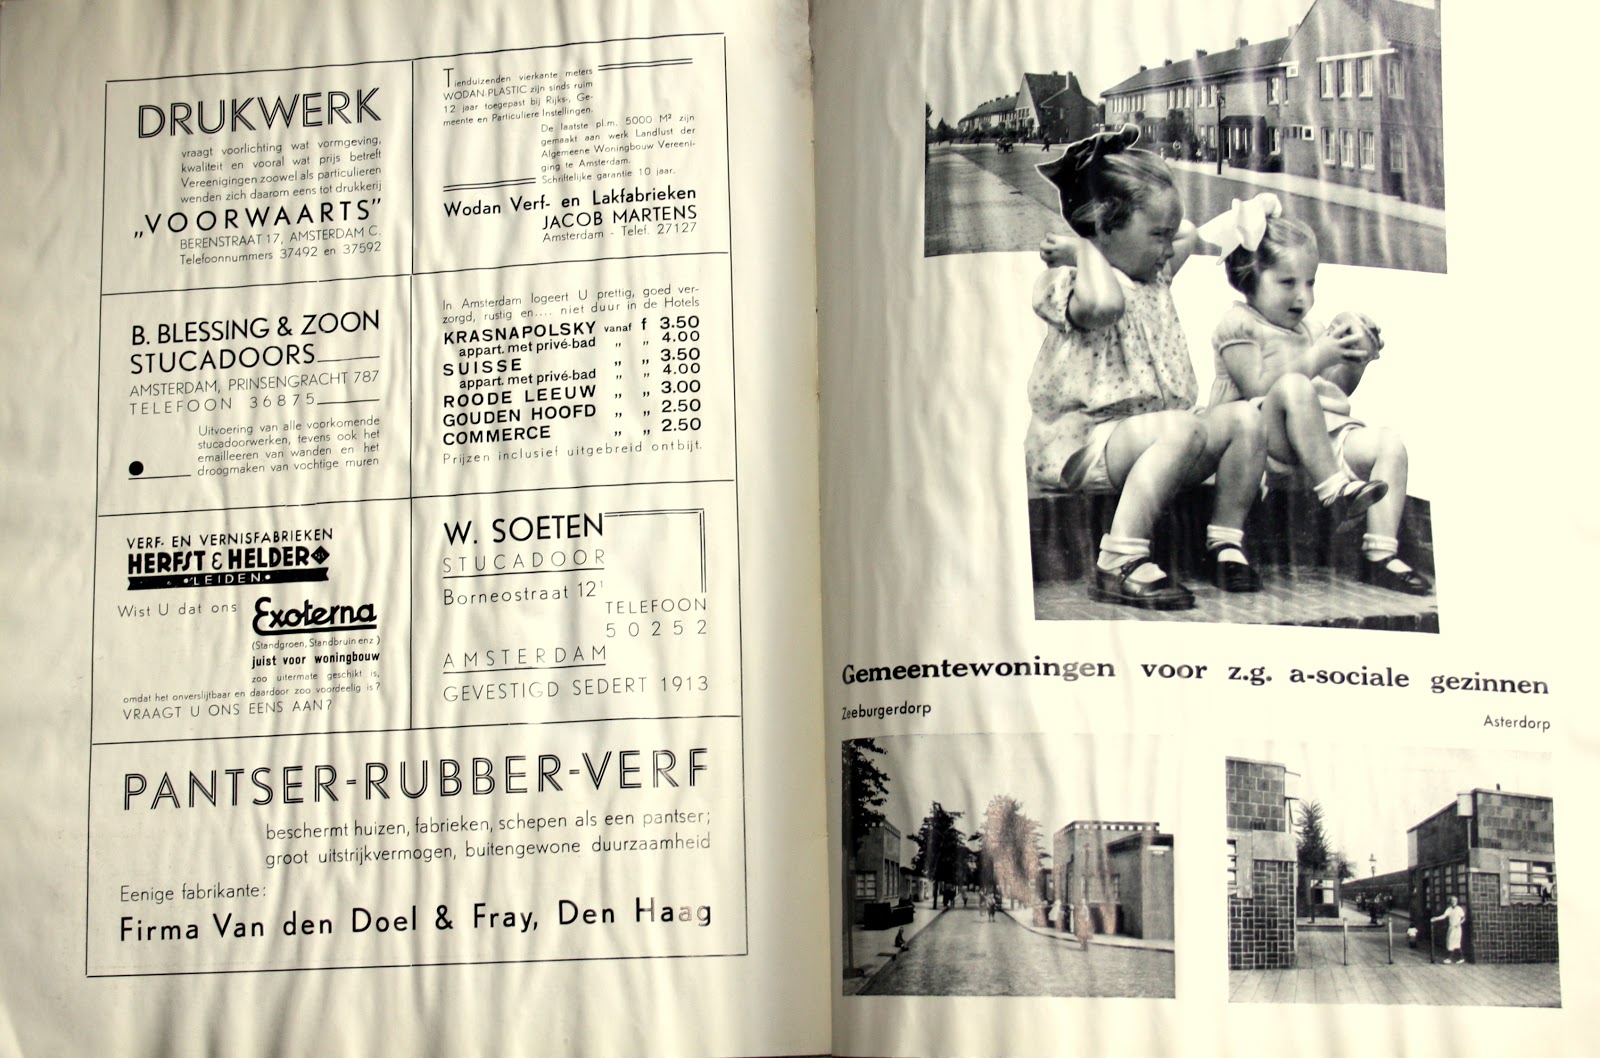 DRUKWERK
vraagt voorlichting wat vormgeving,
kwaliteit en vooral wat prijs betreft
Vereenigingen zoowel als particulieren
wenden zich daarom eens tot drukkerij
„VOORWAARTS”
BERENSTRAAT 17, AMSTERDAM C.
Telefoonnummers 37492 en 37592
Tienduizenden vierkante meters
WODAN PLASTIC zijn sinds ruim
12 jaar toegepast bij Rijks-, Ge-
meente en Particuliere Instellingen.
De laatste pl.m. 5000 M² zijn
gemaakt aan werk Landlust der
Algemeene Woningbouw Vereeni-
ging te Amsterdam.
Schriftelijke garantie 10 jaar.
Wodan Verf- en Lakfabrieken
JACOB MARTENS
Amsterdam - Telef. 27127
B. BLESSING & ZOON
STUCADOORS
AMSTERDAM, PRINSENGRACHT 787
TELEFOON 36875
Uitvoering van alle voorkomende
stucadoorwerken, tevens ook het
emailleeren van wanden en het
droogmaken van vochtige muren
In Amsterdam logeert U prettig, goed ver-
zorgd, rustig en.... niet duur in de Hotels
KRASNAPOLSKY vanaf f 3.50
appart. met privé-bad „ „ 4.00
SUISSE „ „ 3.50
appart. met privé-bad „ „ 4.00
ROODE LEEUW „ „ 3.00
GOUDEN HOOFD „ „ 2.50
COMMERCE „ „ 2.50
Prijzen inclusief uitgebreid ontbijt.
VERF- EN VERNISFABRIEKEN
HERFST & HELDER
• LEIDEN •
Wist U dat ons Exoterna
(Standgroen, Standbruin enz.)
juist voor woningbouw
zoo uitermate geschikt is,
omdat het onverslijtbaar en daardoor zoo voordeelig is?
VRAAGT U ONS EENS AAN?
W. SOETEN
STUCADOOR
Borneostraat 12¹
TELEFOON
50252
AMSTERDAM
GEVESTIGD SEDERT 1913
PANTSER-RUBBER-VERF
beschermt huizen, fabrieken, schepen als een pantser;
groot uitstrijkvermogen, buitengewone duurzaamheid
Eenige fabrikante:
Firma Van den Doel & Fray, Den Haag
Gemeentewoningen voor z.g. a-sociale gezinnen
Zeeburgerdorp
Asterdorp